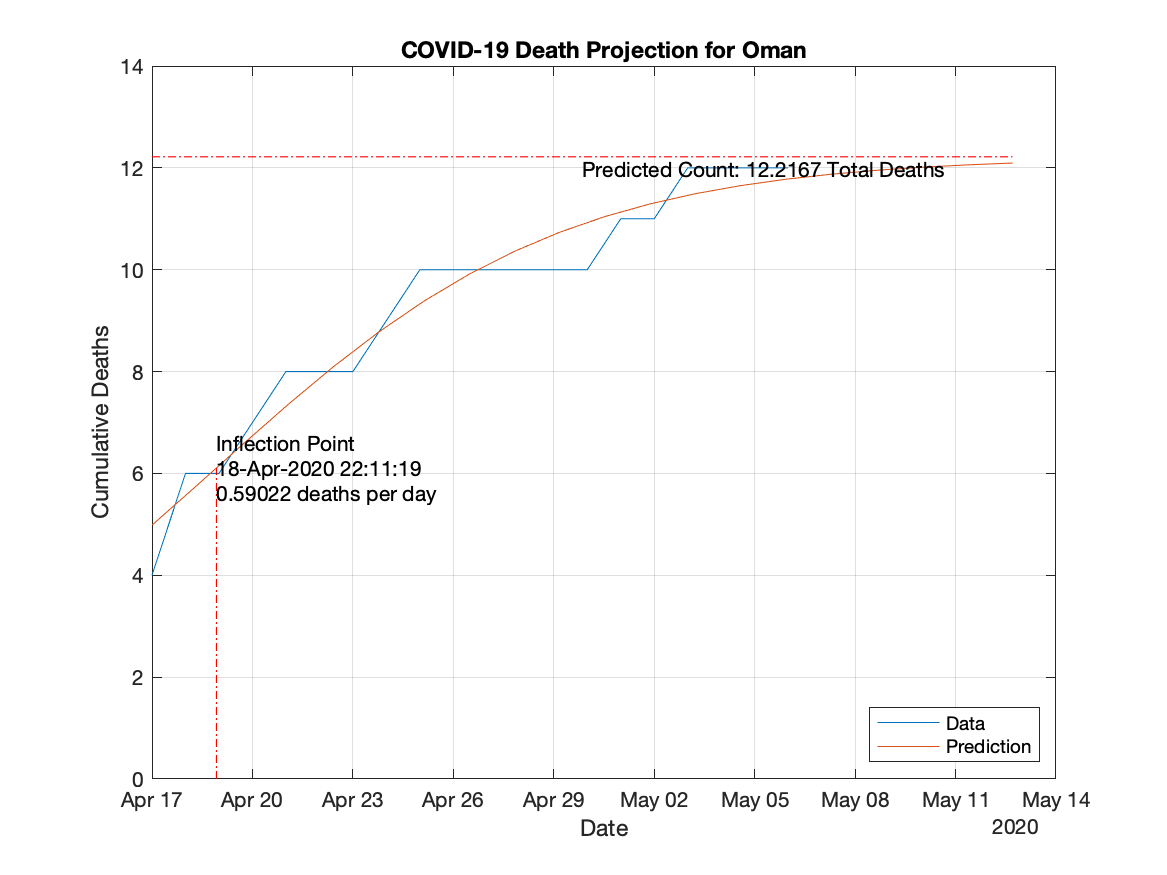 COVID-19 Death Projection for Oman
14
12
10
8
6
4
2
0
Cumulative Deaths
Predicted Count: 12.2167 Total Deaths
Inflection Point
18-Apr-2020 22:11:19
0.59022 deaths per day
Data
Prediction
Apr 17 Apr 20 Apr 23 Apr 26 Apr 29 May 02 May 05 May 08 May 11 May 14
2020
Date